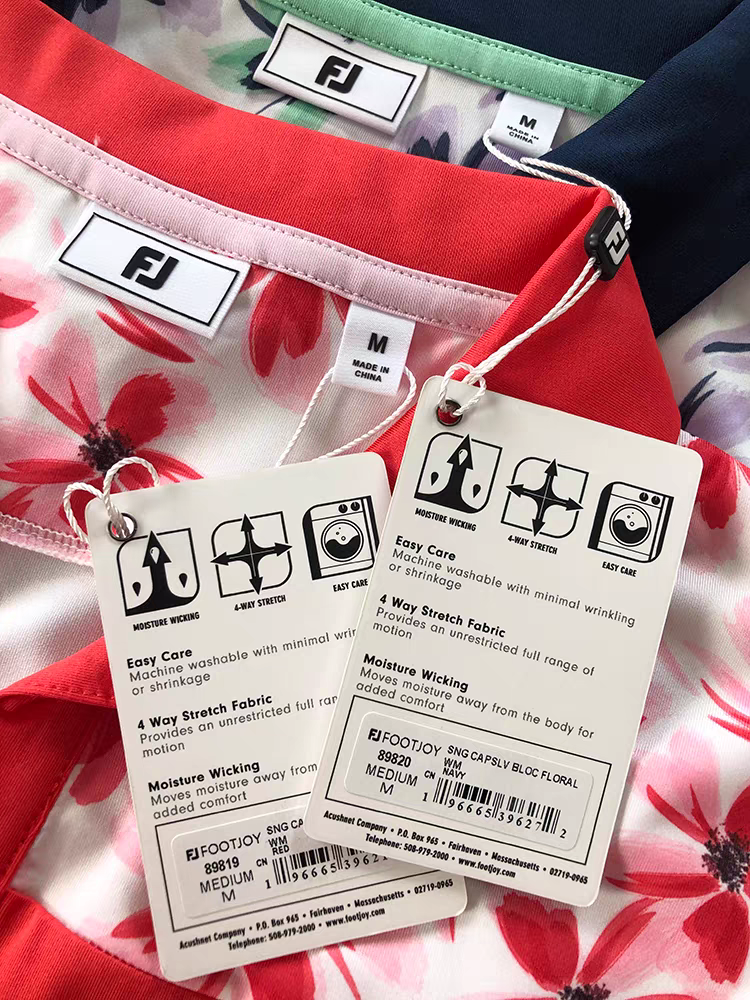 FJ
M
MADE IN
CHINA
FJ
M
MADE IN
CHINA
FJ
MOISTURE WICKING
4-WAY STRETCH
EASY CARE
Easy Care
Machine washable with minimal wrinkling
or shrinkage
4 Way Stretch Fabric
Provides an unrestricted full range of
motion
Moisture Wicking
Moves moisture away from the body for
added comfort
FJ FOOTJOY SNG CAPSLV BLOC FLORAL
89820 WM
CN NAVY
MEDIUM
M
1 96665 39627 2
Acushnet Company • P.O. Box 965 • Fairhaven • Massachusetts • 02719-0965
Telephone: 508-979-2000 • www.footjoy.com
MOISTURE WICKING
4-WAY STRETCH
EASY CARE
Easy Care
Machine washable with minimal
or shrinkage
4 Way Stretch Fabric
Provides an unrestricted full
motion
Moisture Wicking
Moves moisture away from
added comfort
FJ FOOTJOY SNG
89819 WM
CN RED
MEDIUM
M
1 96665
Acushnet Company • P.O. Box 965 • Fairhaven • Massachusetts • 02719-0965
Telephone: 508-979-2000 • www.footjoy.com